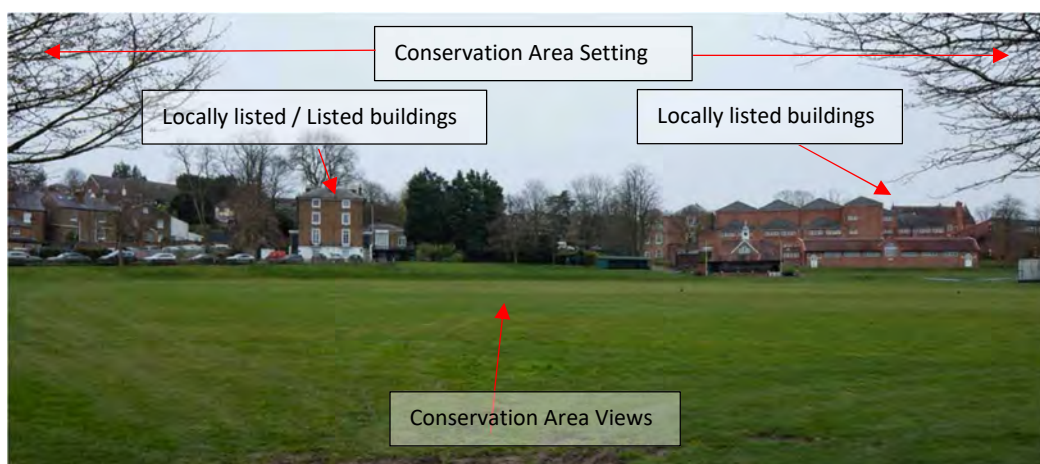 Conservation Area Setting
Locally listed / Listed buildings
Locally listed buildings
Conservation Area Views